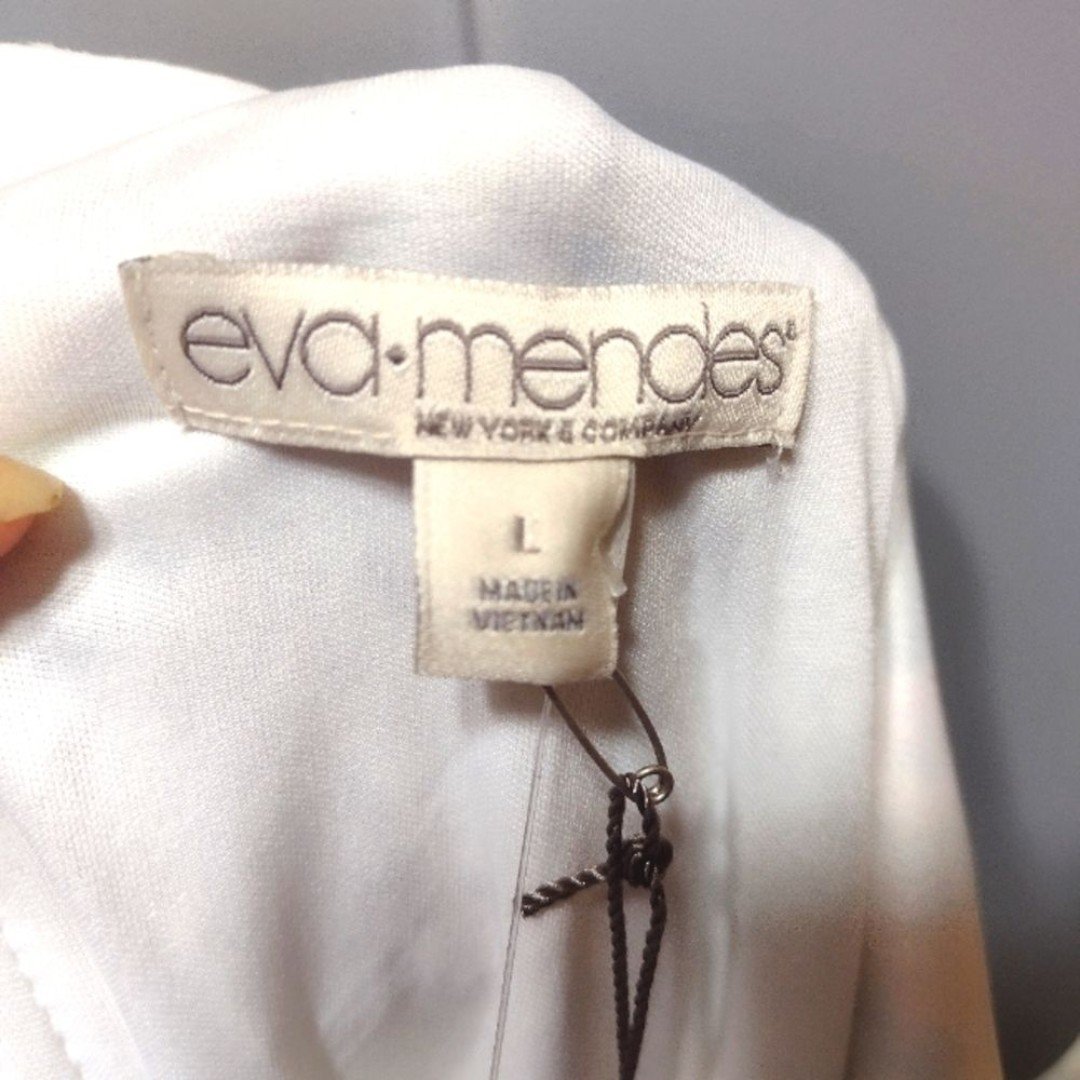 eva·mendes
NEW YORK & COMPANY
L
MADE IN
VIETNAM